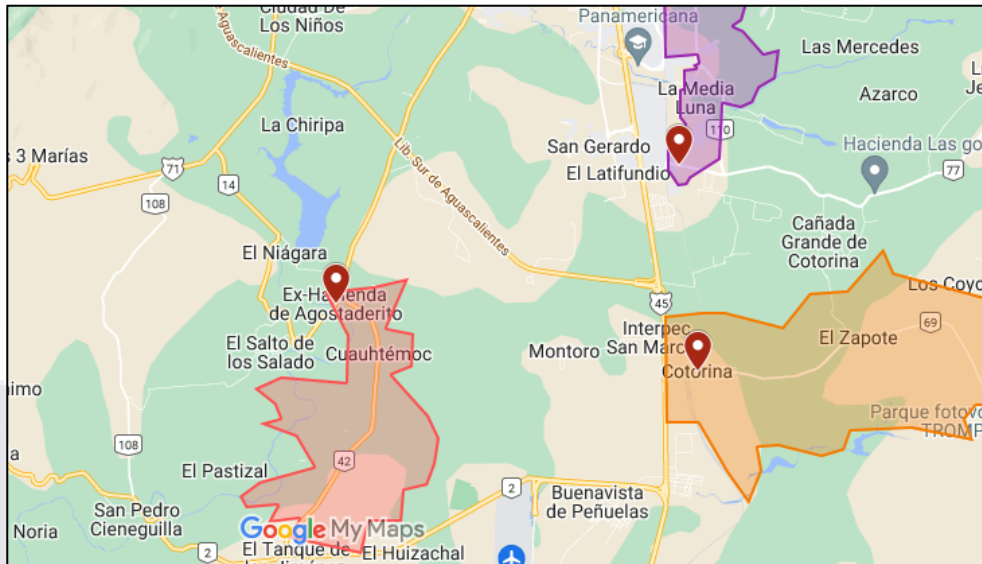 Ciudad De
Los Niños
Panamericana
Aguascalientes
Las Mercedes
La Media
Luna
Azarco
La Chiripa
110
3 Marías
San Gerardo
Hacienda Las go
71
El Latifundio
77
14
Lib. Sur de Aguascalientes
108
Cañada
Grande de
Cotorina
El Niágara
Los Coyo
Ex-Hacienda
de Agostaderito
45
69
Interpec
San Marc
El Zapote
El Salto de
los Salado
Cuauhtémoc
Montoro
Cotorina
Parque fotovo
TROMP
108
42
El Pastizal
2
Buenavista
de Peñuelas
San Pedro
Cieneguilla
Noria
Google My Maps
2
El Tanque de
El Huizachal